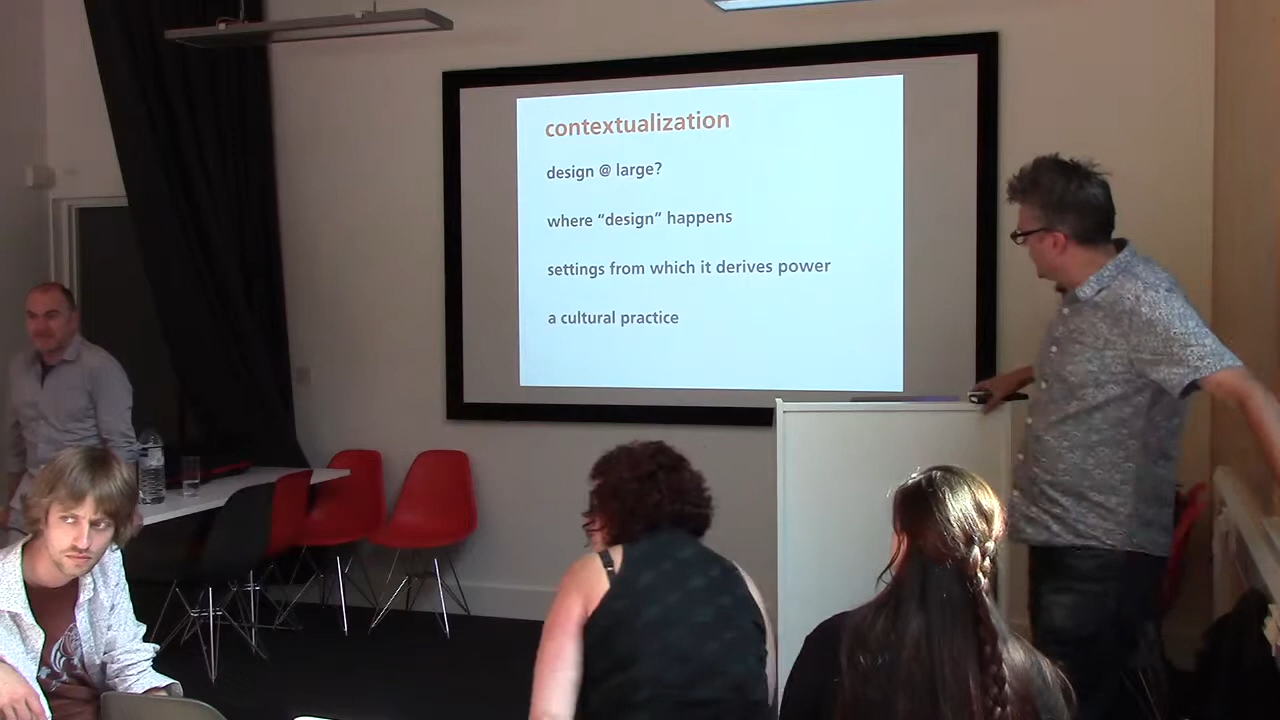 contextualization
design @ large?
where “design” happens
settings from which it derives power
a cultural practice